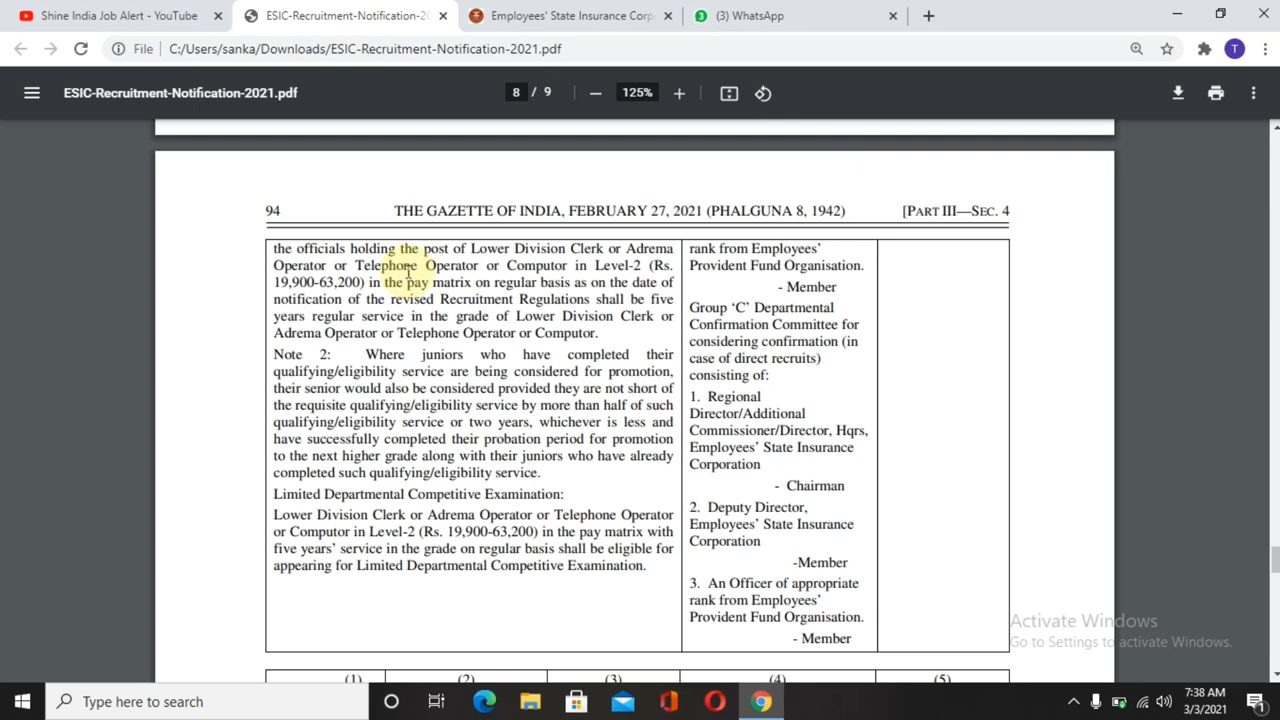 Shine India Job Alert - YouTube
ESIC-Recruitment-Notification-20
Employees' State Insurance Corp
(3) WhatsApp
File
C:/Users/sanka/Downloads/ESIC-Recruitment-Notification-2021.pdf
T
ESIC-Recruitment-Notification-2021.pdf
8 / 9
125%
94
THE GAZETTE OF INDIA, FEBRUARY 27, 2021 (PHALGUNA 8, 1942)
[PART III—SEC. 4
the officials holding the post of Lower Division Clerk or Adrema
Operator or Telephone Operator or Computor in Level-2 (Rs.
19,900-63,200) in the pay matrix on regular basis as on the date of
notification of the revised Recruitment Regulations shall be five
years regular service in the grade of Lower Division Clerk or
Adrema Operator or Telephone Operator or Computor.
Note 2: Where juniors who have completed their
qualifying/eligibility service are being considered for promotion,
their senior would also be considered provided they are not short of
the requisite qualifying/eligibility service by more than half of such
qualifying/eligibility service or two years, whichever is less and
have successfully completed their probation period for promotion
to the next higher grade along with their juniors who have already
completed such qualifying/eligibility service.
Limited Departmental Competitive Examination:
Lower Division Clerk or Adrema Operator or Telephone Operator
or Computor in Level-2 (Rs. 19,900-63,200) in the pay matrix with
five years' service in the grade on regular basis shall be eligible for
appearing for Limited Departmental Competitive Examination.
rank from Employees'
Provident Fund Organisation.
- Member
Group 'C' Departmental
Confirmation Committee for
considering confirmation (in
case of direct recruits)
consisting of:
1. Regional
Director/Additional
Commissioner/Director, Hqrs,
Employees' State Insurance
Corporation
- Chairman
2. Deputy Director,
Employees' State Insurance
Corporation
-Member
3. An Officer of appropriate
rank from Employees'
Provident Fund Organisation.
- Member
(1)
(2)
(3)
(4)
(5)
Activate Windows
Go to Settings to activate Windows.
Type here to search
7:38 AM
3/3/2021
1